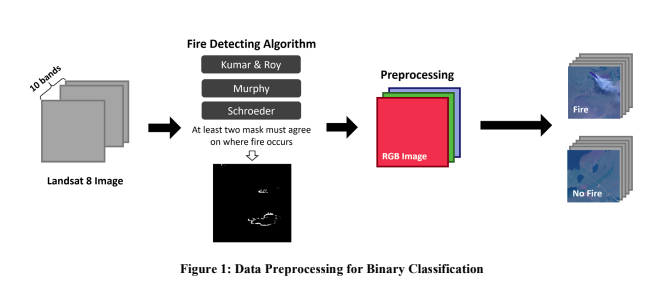 10 bands
Landsat 8 Image
Fire Detecting Algorithm
Kumar & Roy
Murphy
Schroeder
At least two mask must agree
on where fire occurs
Preprocessing
RGB Image
Fire
No Fire
Figure 1: Data Preprocessing for Binary Classification